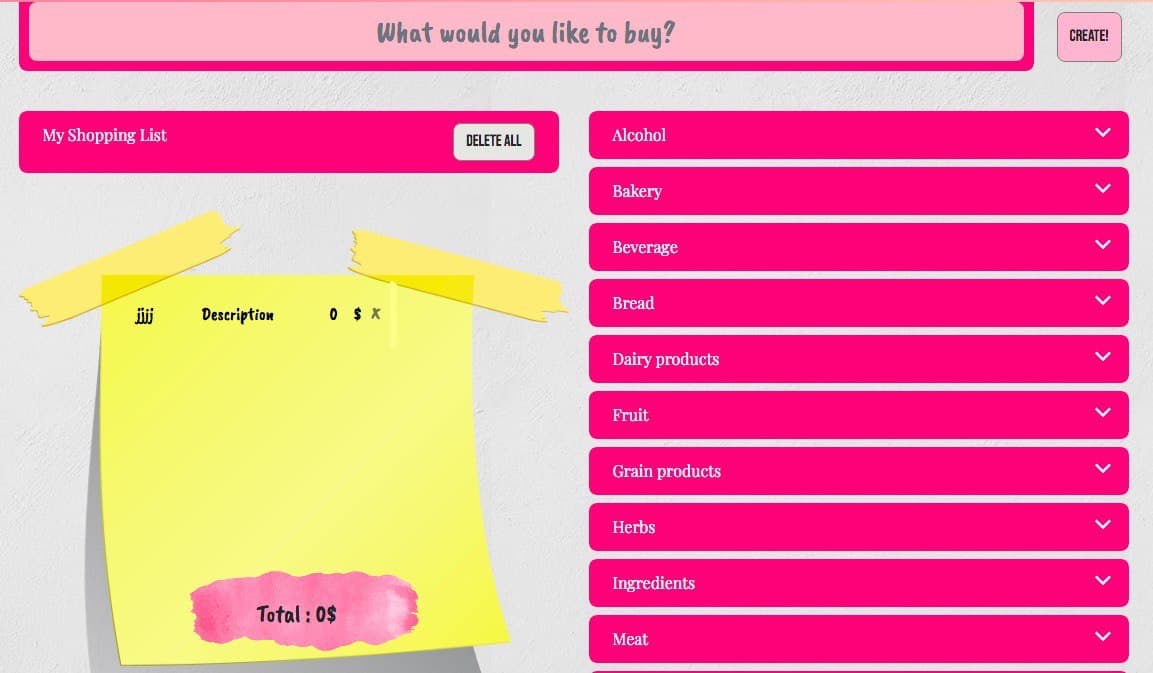 What would you like to buy?
CREATE!
My Shopping List
DELETE ALL
jjjj Description 0 $ X
Total : 0$
Alcohol
Bakery
Beverage
Bread
Dairy products
Fruit
Grain products
Herbs
Ingredients
Meat